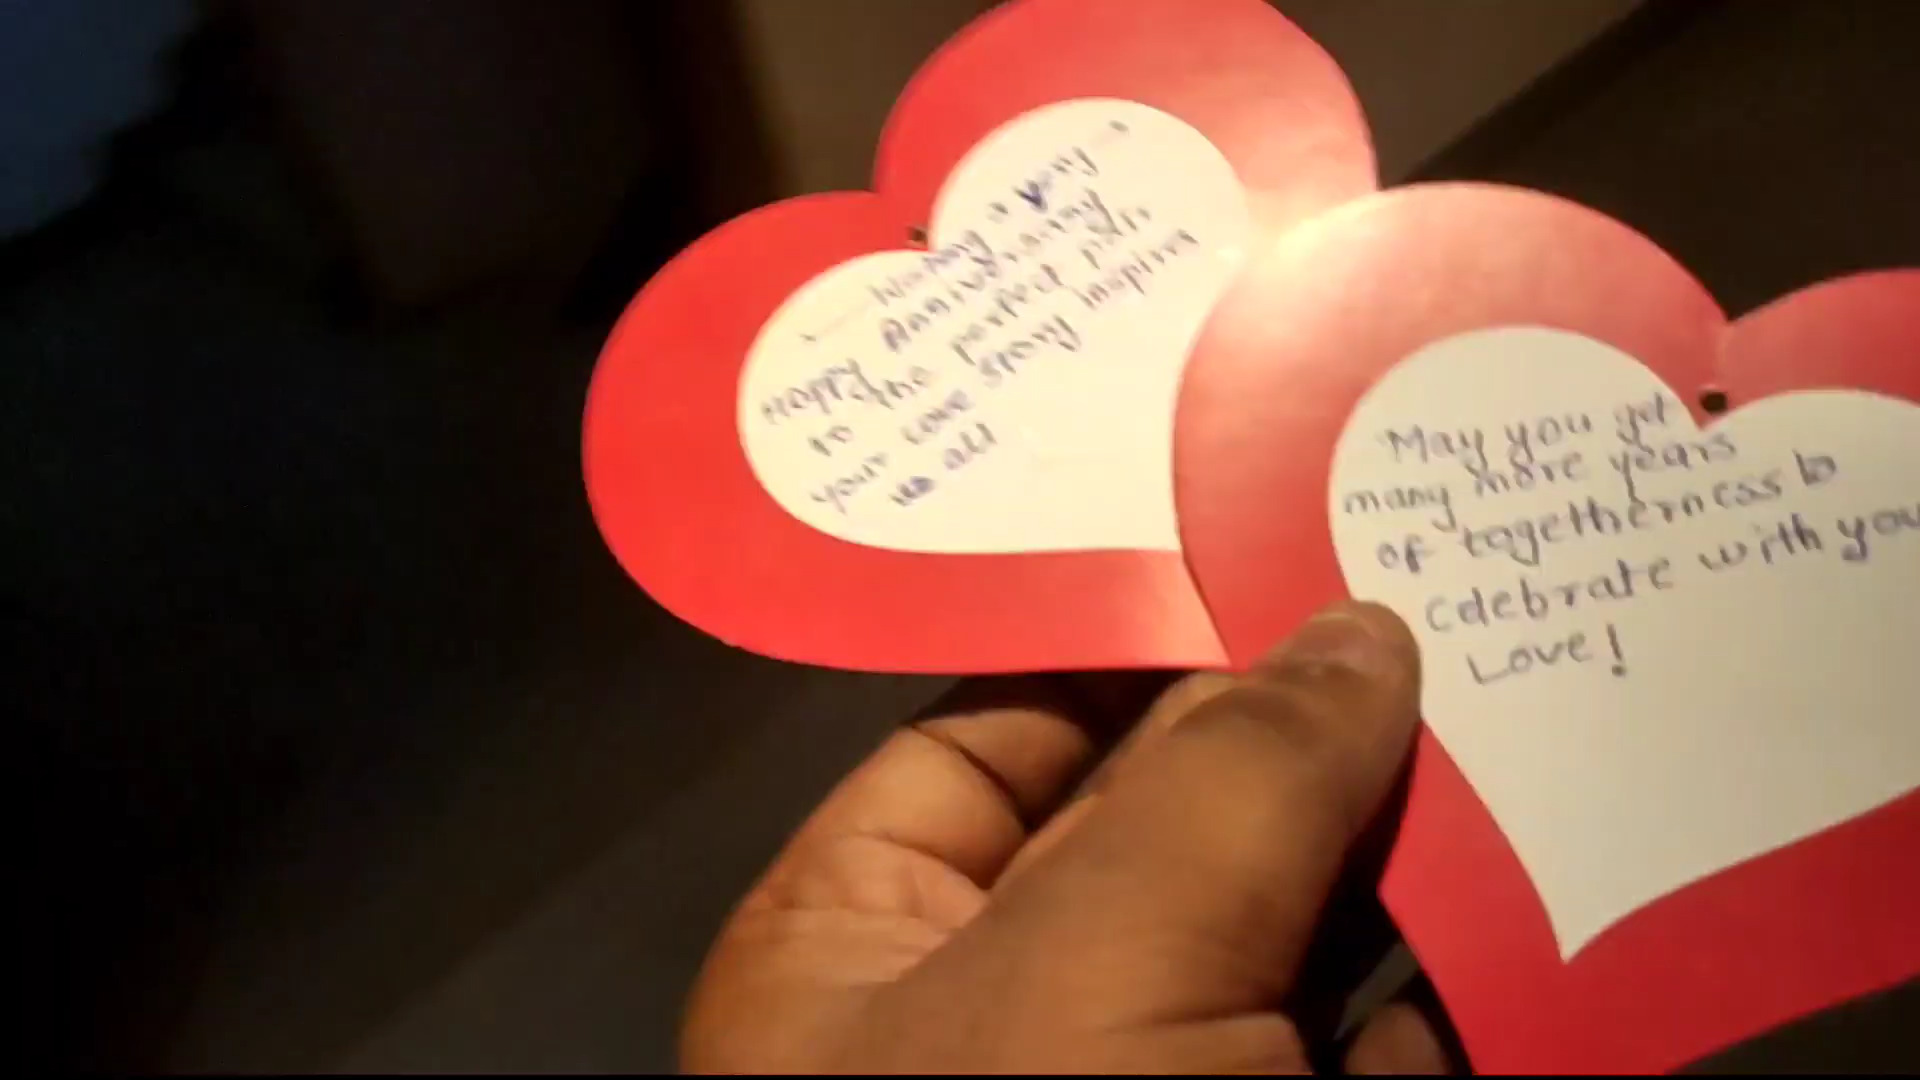 Wishing a very
Happy Anniversary
to the perfect pair
your love story inspires
us all
May you get
many more years
of togetherness to
celebrate with you
Love!